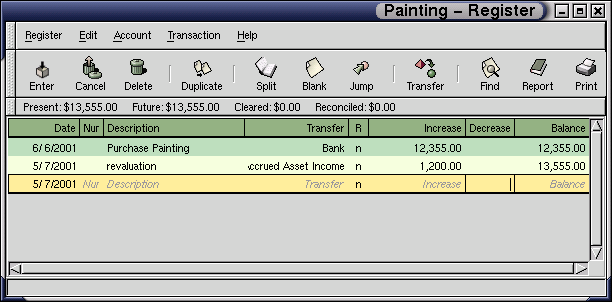 Painting – Register
Register Edit Account Transaction Help
Enter Cancel Delete Duplicate Split Blank Jump Transfer Find Report Print
Present: $13,555.00 Future: $13,555.00 Cleared: $0.00 Reconciled: $0.00
Date Nur Description Transfer R Increase Decrease Balance
6/ 6/2001 Purchase Painting Bank n 12,355.00 12,355.00
5/ 7/2001 revaluation ccrued Asset Income n 1,200.00 13,555.00
5/ 7/2001 Nur Description Transfer n Increase Balance